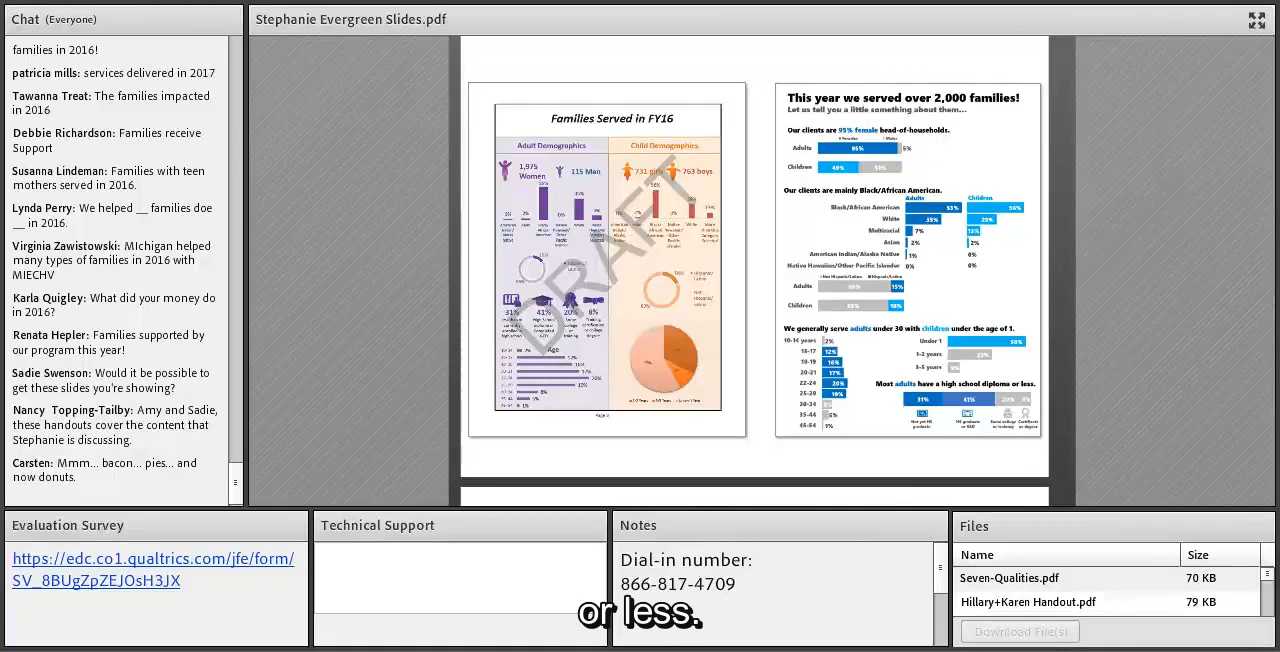 Chat (Everyone)
families in 2016!
patricia mills: services delivered in 2017
Tawanna Treat: The families impacted
in 2016
Debbie Richardson: Families receive
Support
Susanna Lindeman: Families with teen
mothers served in 2016.
Lynda Perry: We helped __ families doe
__ in 2016.
Virginia Zawistowski: MIchigan helped
many types of families in 2016 with
MIECHV
Karla Quigley: What did your money do
in 2016?
Renata Hepler: Families supported by
our program this year!
Sadie Swenson: Would it be possible to
get these slides you're showing?
Nancy Topping-Tailby: Amy and Sadie,
these handouts contain the content that
Stephanie is discussing.
Carsten: Mmm... bacon... pies... and
now donuts.
Stephanie Evergreen Slides.pdf
Families Served in FY16
Adult Demographics
Child Demographics
1,975
Women
115 Men
731 girls
763 boys
DRAFT
31%
41%
20%
8%
Age
Page 2
This year we served over 2,000 families!
Let us tell you a little something about them...
Our clients are 95% female head-of-households.
Adults 95% 5%
Children 49%
Our clients are mainly Black/African American.
Adults Children
Black/African American 53% 56%
White 35% 29%
Multiracial 7% 13%
Asian 2% 2%
American Indian/Alaska Native 1% 0%
Native Hawaiian/Other Pacific Islander 0% 0%
Adults 15%
Children
We generally serve adults under 30 with children under the age of 1.
10-14 years 2%
15-17 12%
18-19 16%
20-21 17%
22-24 20%
25-29 18%
30-34
35-44 5%
45-54 1%
Under 1 58%
1-2 years
3-5 years
Most adults have a high school diploma or less.
31% 41% 20%
Evaluation Survey
https://edc.co1.qualtrics.com/jfe/form/
SV_8BUgZpZEJOsH3JX
Technical Support
Notes
Dial-in number:
866-817-4709
Files
Name Size
Seven-Qualities.pdf 70 KB
Hillary+Karen Handout.pdf 79 KB
Download File(s)
or less.